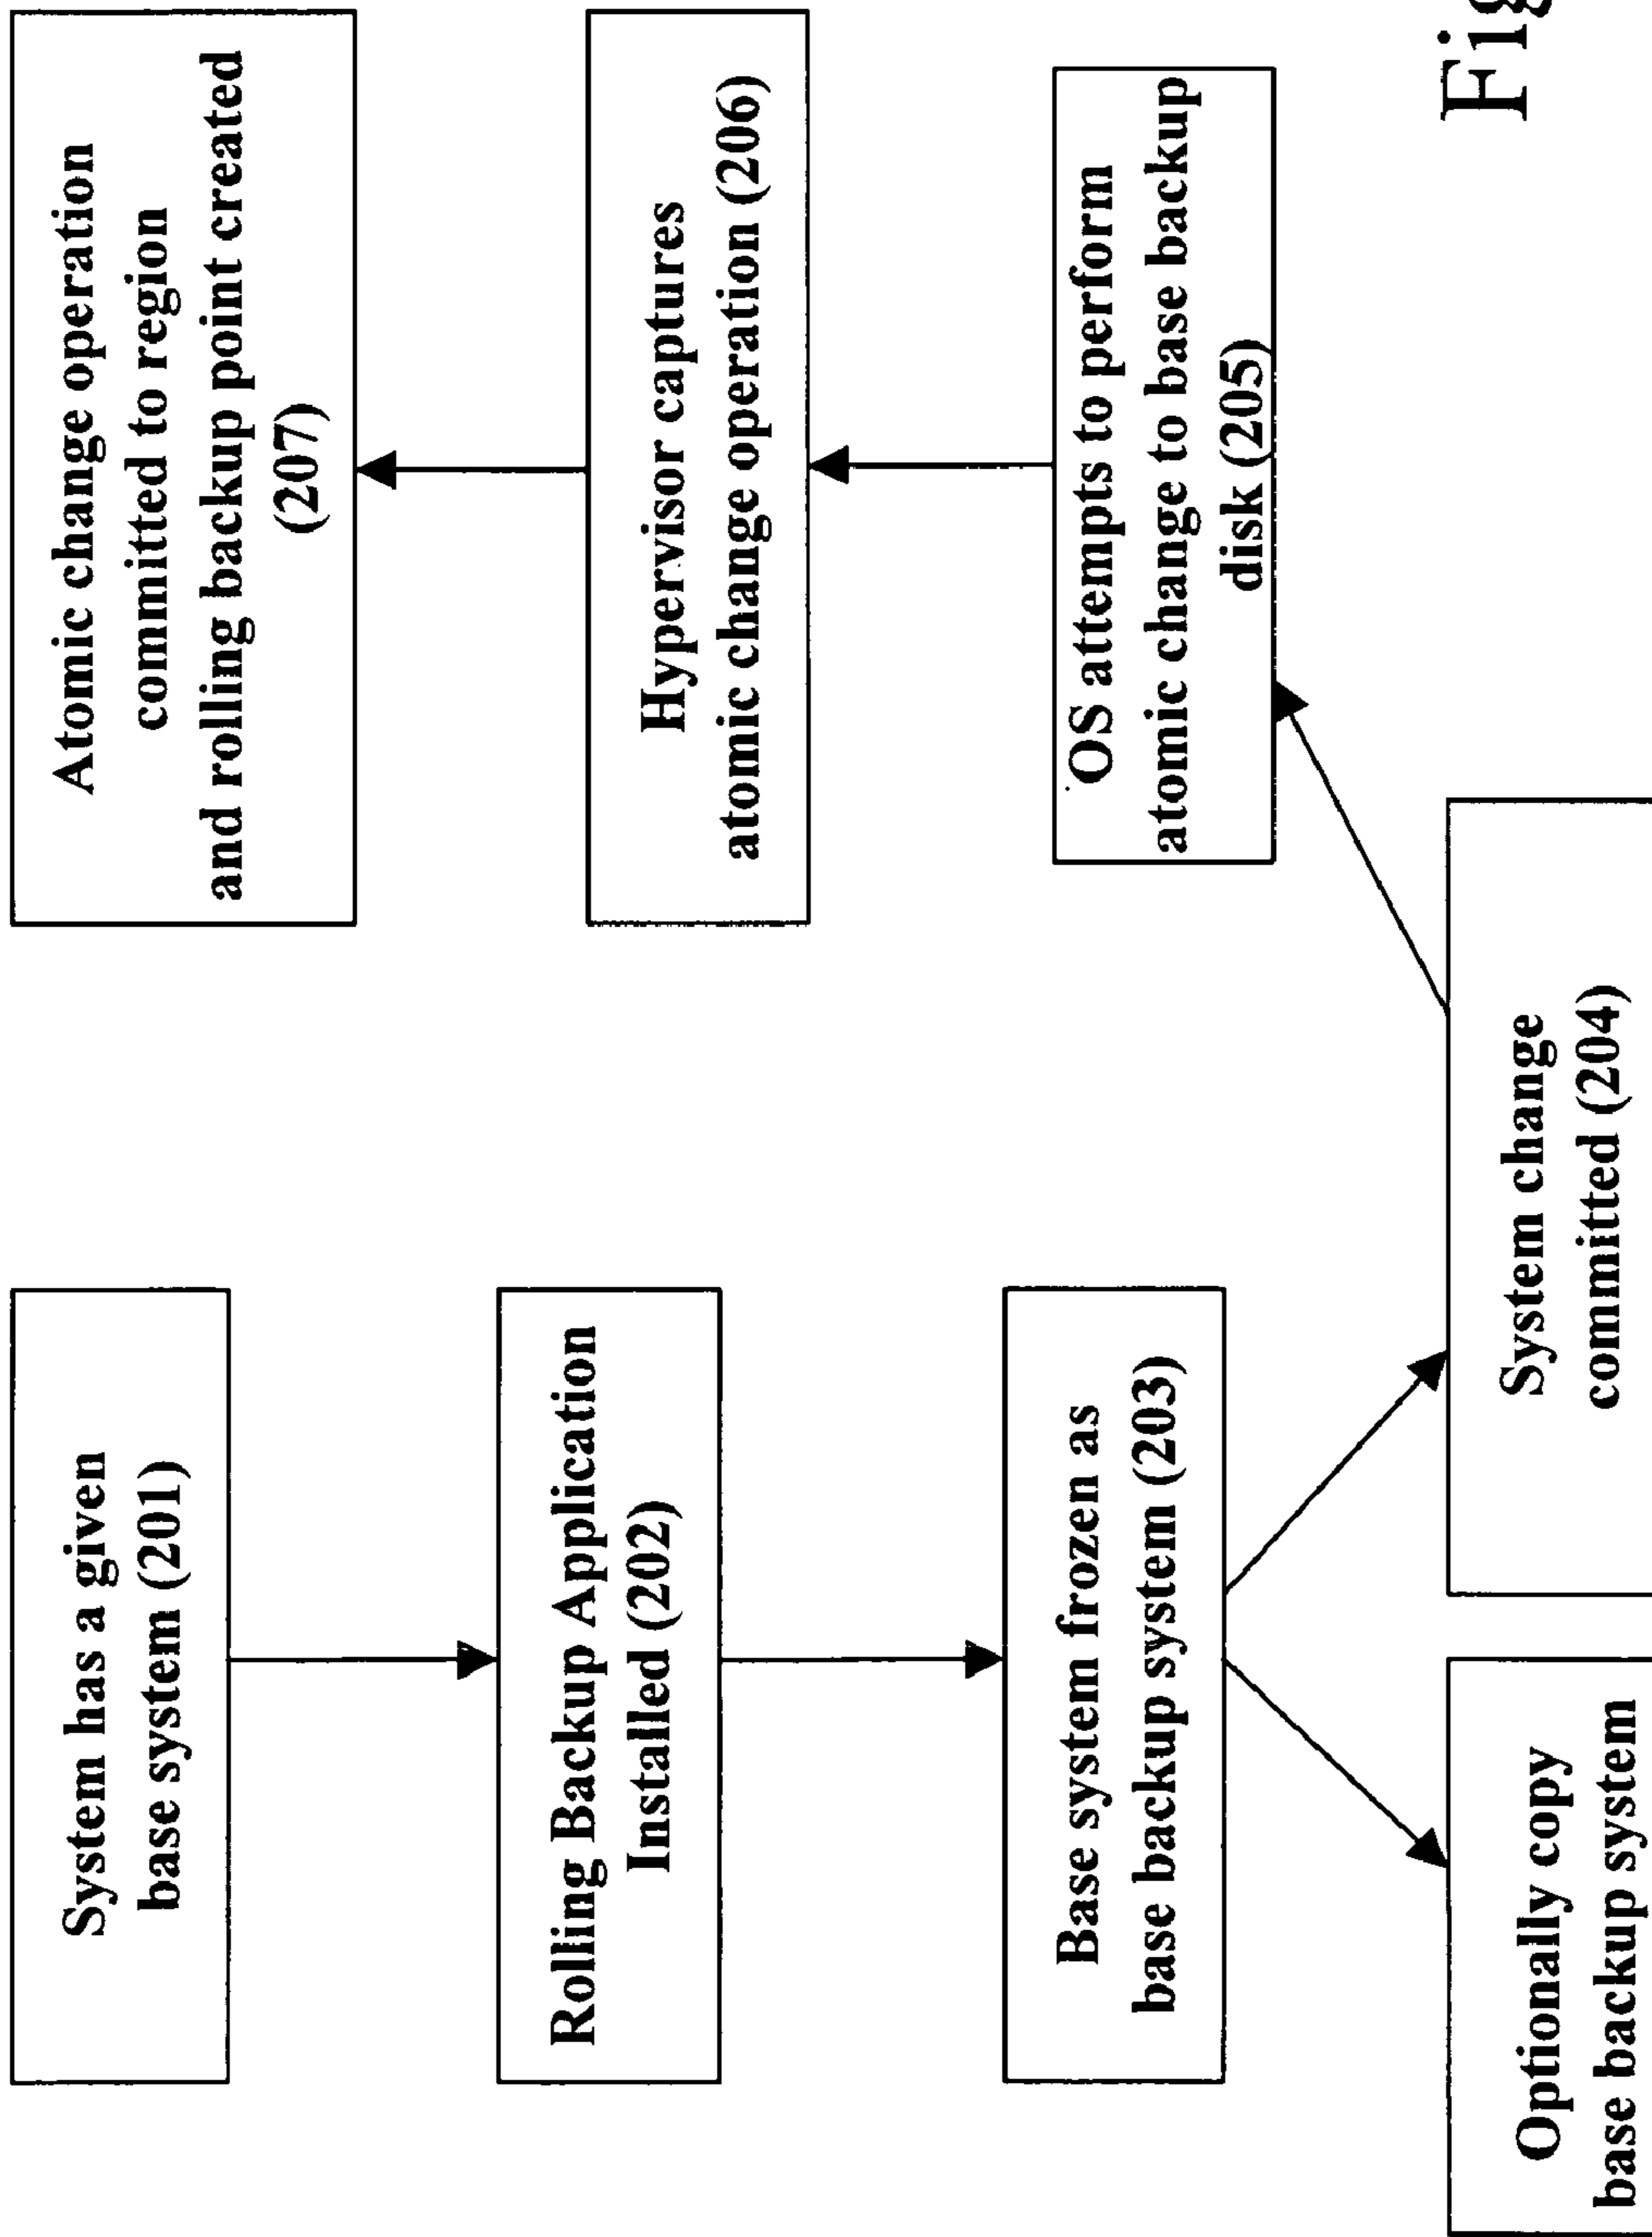 System has a given
base system (201)
Rolling Backup Application
Installed (202)
Base system frozen as
base backup system (203)
Optionally copy
base backup system
System change
committed (204)
OS attempts to perform
atomic change to base backup
disk (205)
Hypervisor captures
atomic change operation (206)
Atomic change operation
committed to region
and rolling backup point created
(207)